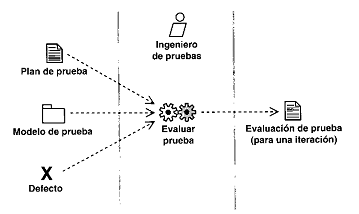 Ingeniero
de pruebas
Plan de prueba
Modelo de prueba
Evaluar
prueba
Evaluación de prueba
(para una iteración)
X
Defecto